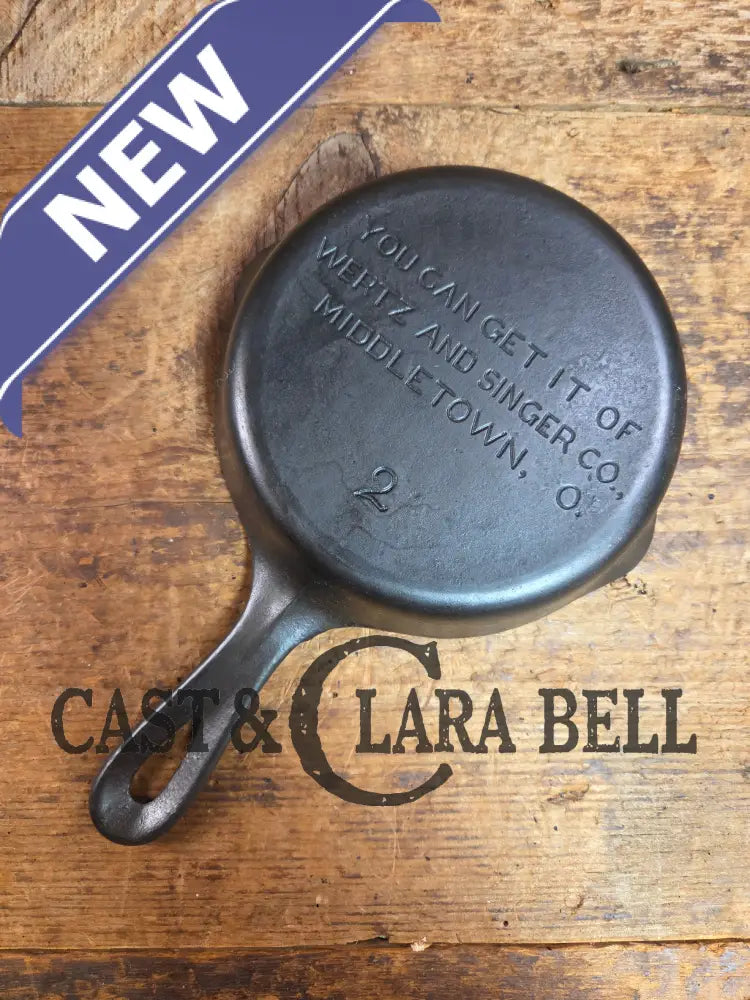 NEW
YOU CAN GET IT OF
WERTZ AND SINGER CO.,
MIDDLETOWN, O.
2
CAST & CLARA BELL